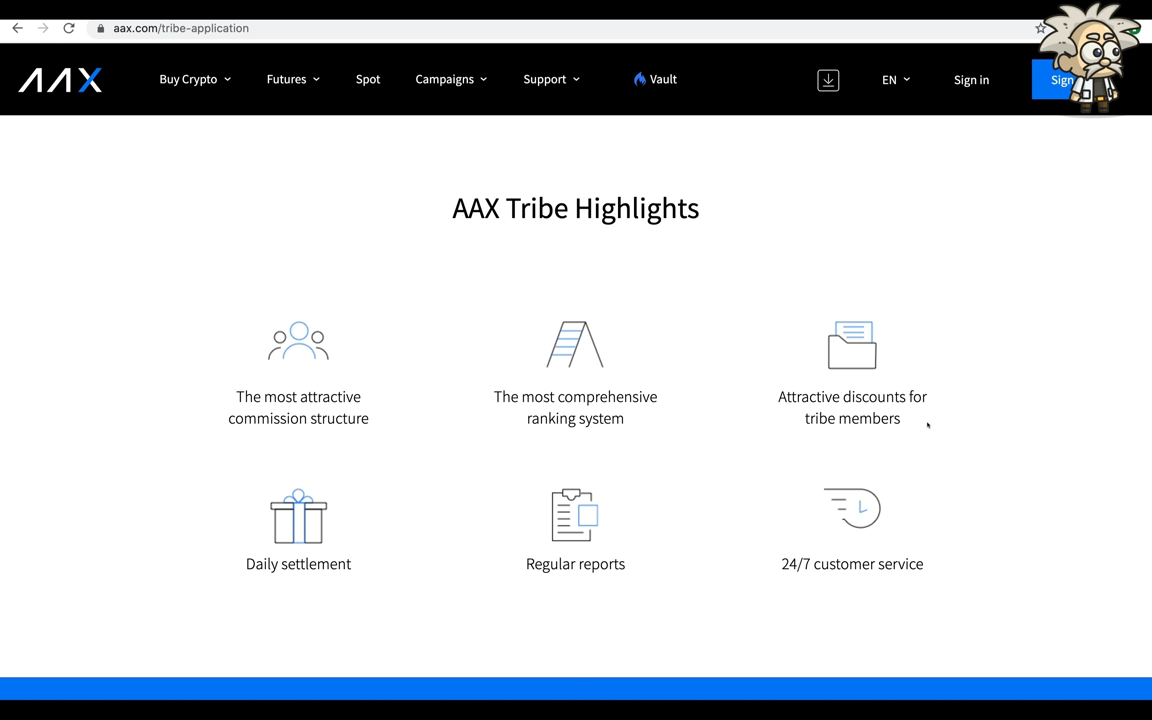 aax.com/tribe-application
AAX Buy Crypto Futures Spot Campaigns Support Vault EN Sign in Sign
AAX Tribe Highlights
The most attractive
commission structure
The most comprehensive
ranking system
Attractive discounts for
tribe members
Daily settlement
Regular reports
24/7 customer service